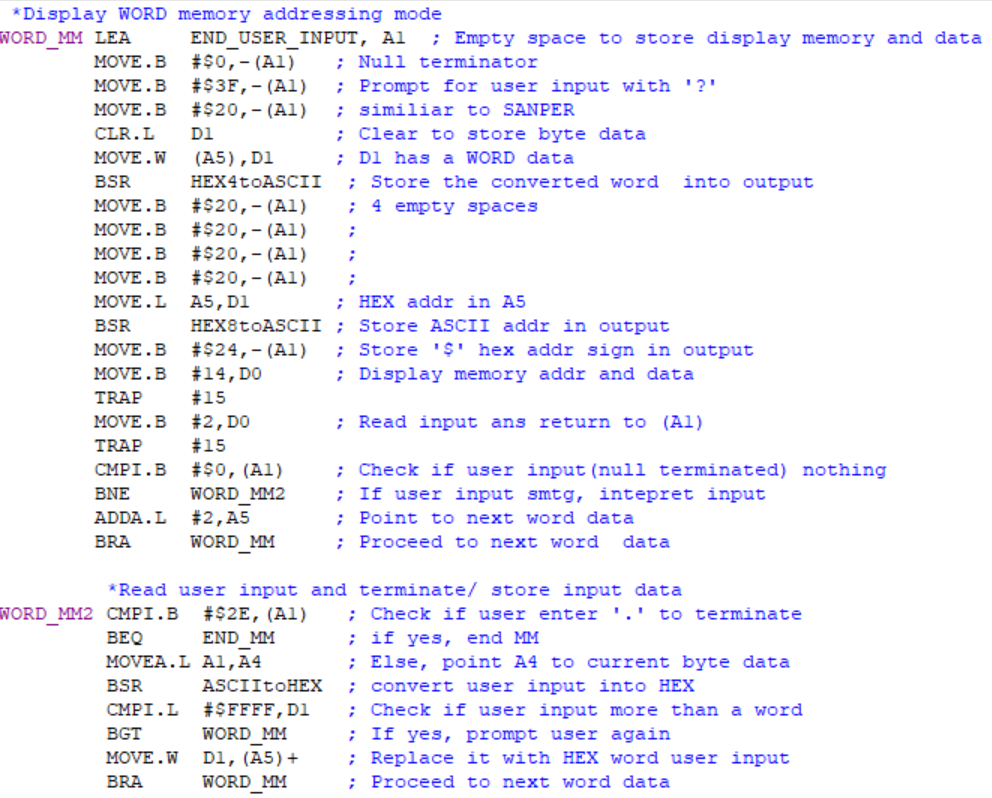 *Display WORD memory addressing mode
WORD_MM LEA END_USER_INPUT, A1 ; Empty space to store display memory and data
MOVE.B #$0,-(A1) ; Null terminator
MOVE.B #$3F,-(A1) ; Prompt for user input with '?'
MOVE.B #$20,-(A1) ; similiar to SANPER
CLR.L D1 ; Clear to store byte data
MOVE.W (A5),D1 ; D1 has a WORD data
BSR HEX4toASCII ; Store the converted word into output
MOVE.B #$20,-(A1) ; 4 empty spaces
MOVE.B #$20,-(A1) ;
MOVE.B #$20,-(A1) ;
MOVE.B #$20,-(A1) ;
MOVE.L A5,D1 ; HEX addr in A5
BSR HEX8toASCII ; Store ASCII addr in output
MOVE.B #$24,-(A1) ; Store '$' hex addr sign in output
MOVE.B #14,D0 ; Display memory addr and data
TRAP #15
MOVE.B #2,D0 ; Read input ans return to (A1)
TRAP #15
CMPI.B #$0,(A1) ; Check if user input(null terminated) nothing
BNE WORD_MM2 ; If user input smtg, intepret input
ADDA.L #2,A5 ; Point to next word data
BRA WORD_MM ; Proceed to next word data
*Read user input and terminate/ store input data
WORD_MM2 CMPI.B #$2E,(A1) ; Check if user enter '.' to terminate
BEQ END_MM ; if yes, end MM
MOVEA.L A1,A4 ; Else, point A4 to current byte data
BSR ASCIItoHEX ; convert user input into HEX
CMPI.L #$FFFF,D1 ; Check if user input more than a word
BGT WORD_MM ; If yes, prompt user again
MOVE.W D1,(A5)+ ; Replace it with HEX word user input
BRA WORD_MM ; Proceed to next word data